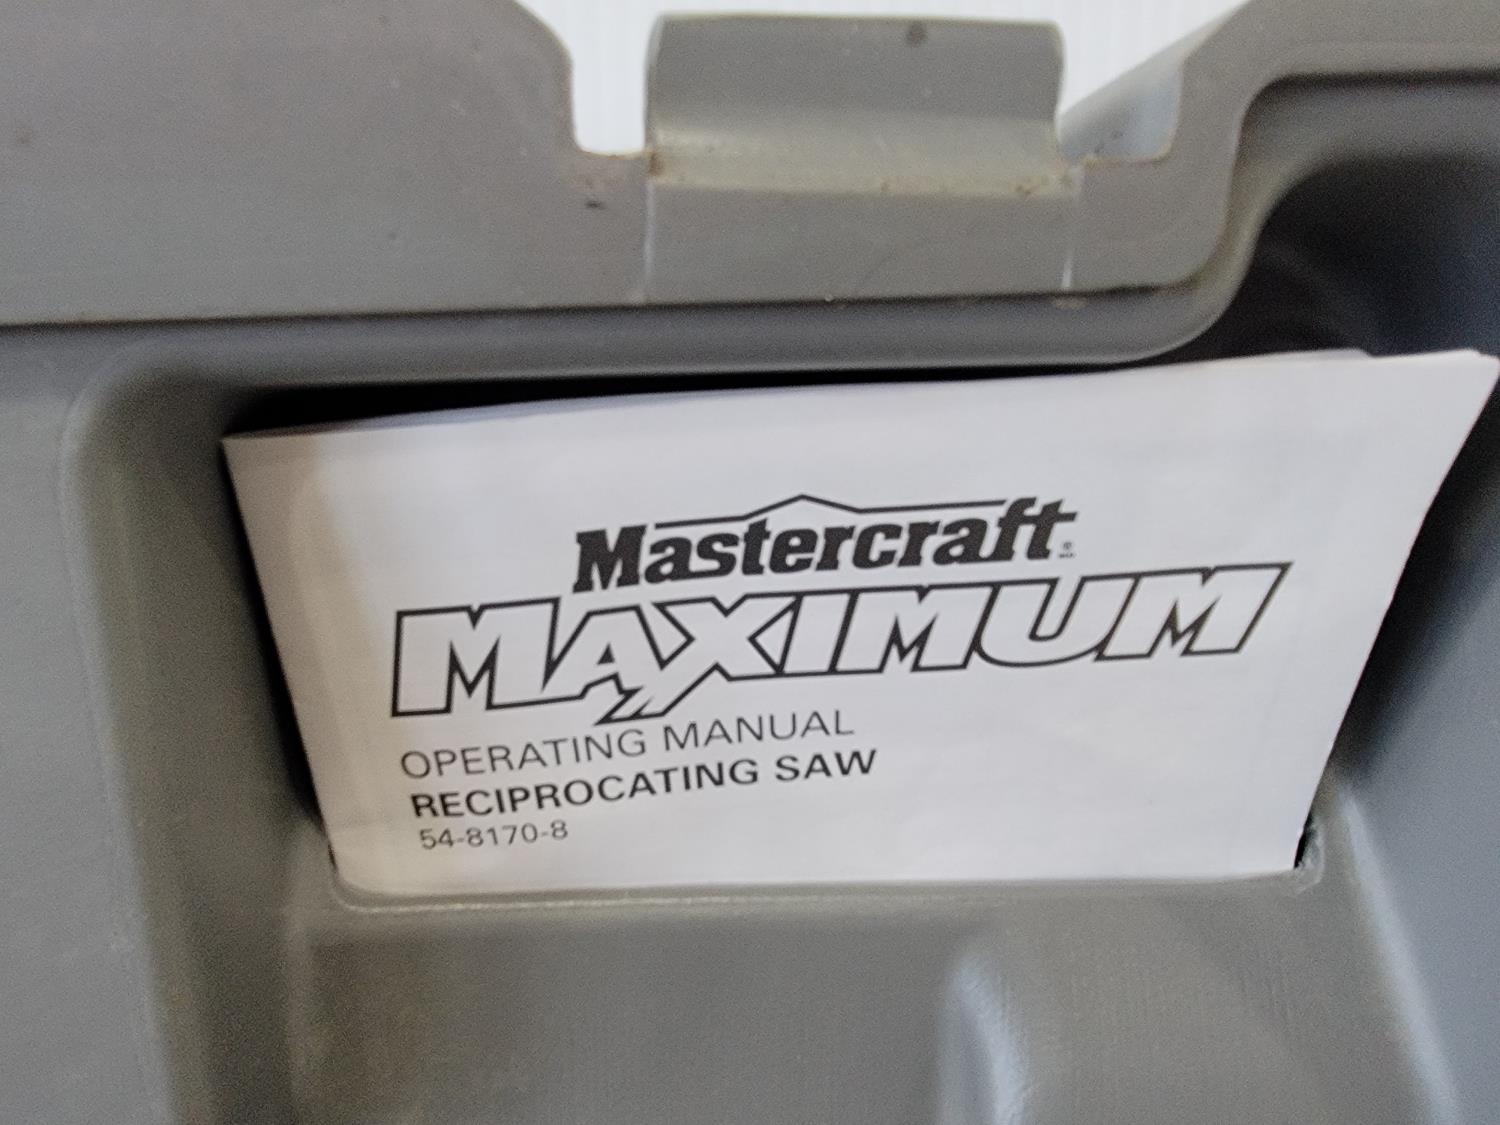 Mastercraft®
MAXIMUM
OPERATING MANUAL
RECIPROCATING SAW
54-8170-8